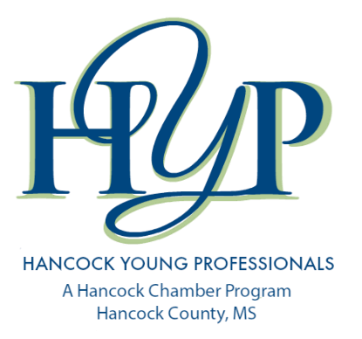 HYP
HANCOCK YOUNG PROFESSIONALS
A Hancock Chamber Program
Hancock County, MS